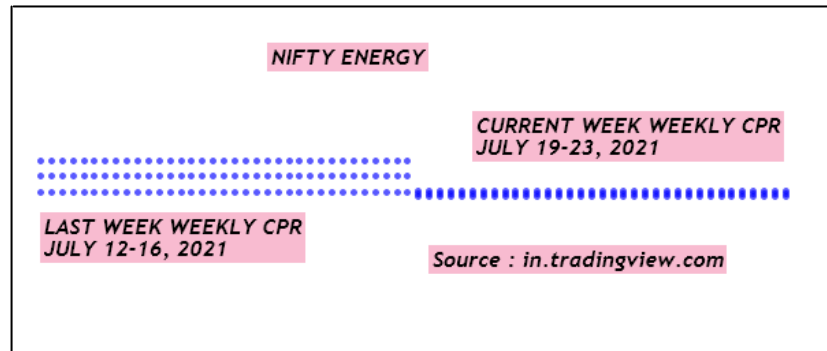 NIFTY ENERGY
CURRENT WEEK WEEKLY CPR
JULY 19-23, 2021
LAST WEEK WEEKLY CPR
JULY 12-16, 2021
Source : in.tradingview.com